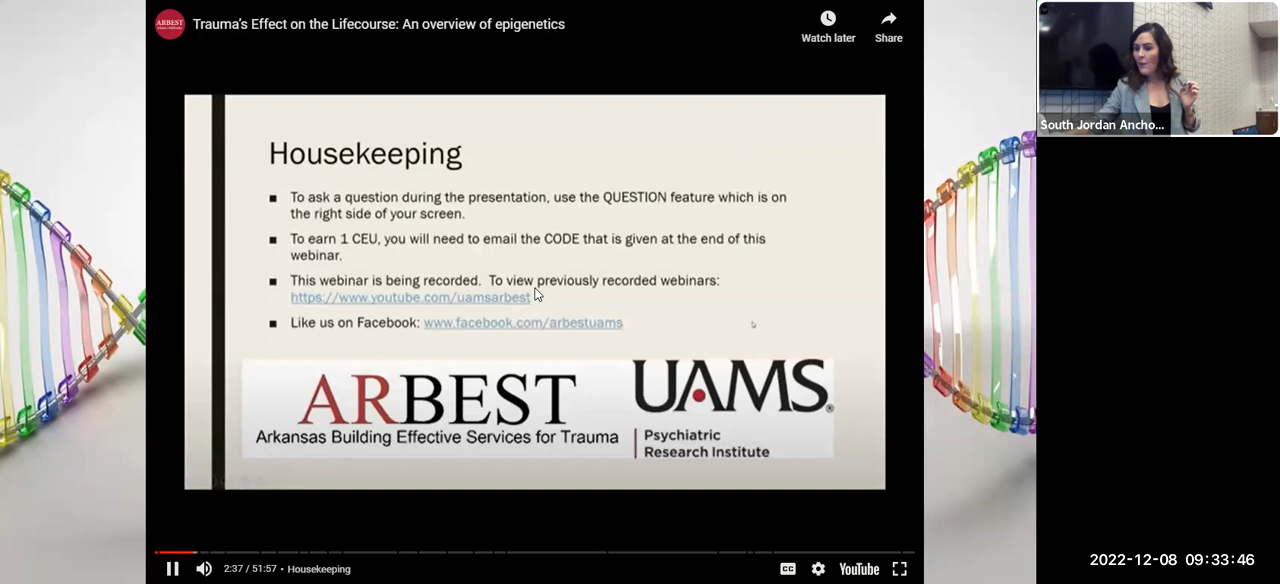 ARBEST
Trauma's Effect on the Lifecourse: An overview of epigenetics
Watch later
Share
South Jordan Ancho...
Housekeeping
■ To ask a question during the presentation, use the QUESTION feature which is on
the right side of your screen.
■ To earn 1 CEU, you will need to email the CODE that is given at the end of this
webinar.
■ This webinar is being recorded. To view previously recorded webinars:
https://www.youtube.com/uamsarbest
■ Like us on Facebook: www.facebook.com/arbestuams
ARBEST
Arkansas Building Effective Services for Trauma
UAMS®
Psychiatric
Research Institute
2:37 / 51:57 • Housekeeping
CC
YouTube
2022-12-08 09:33:46